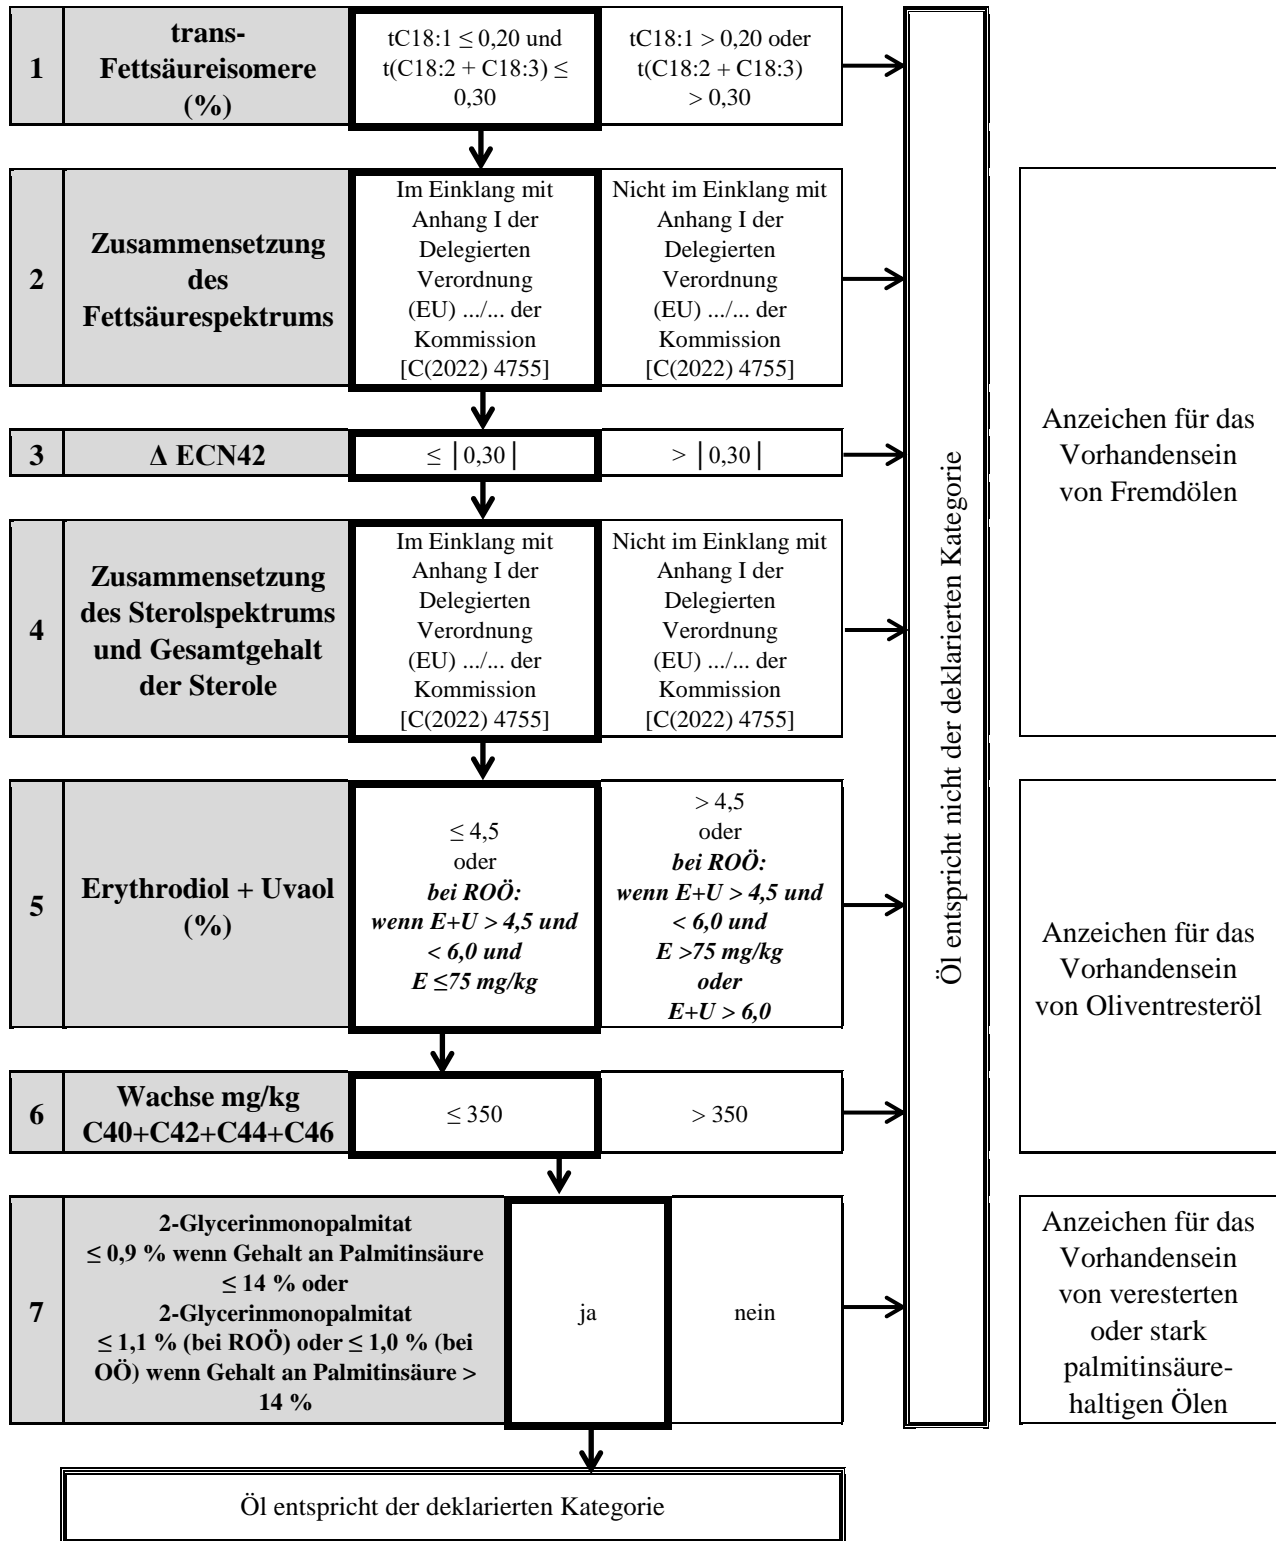 1
trans-
Fettsäureisomere
(%)
tC18:1 ≤ 0,20 und
t(C18:2 + C18:3) ≤
0,30
tC18:1 > 0,20 oder
t(C18:2 + C18:3)
> 0,30
2
Zusammensetzung
des
Fettsäurespektrums
Im Einklang mit
Anhang I der
Delegierten
Verordnung
(EU) .../... der
Kommission
[C(2022) 4755]
Nicht im Einklang mit
Anhang I der
Delegierten
Verordnung
(EU) .../... der
Kommission
[C(2022) 4755]
3
Δ ECN42
≤ |0,30|
> |0,30|
4
Zusammensetzung
des Sterolspektrums
und Gesamtgehalt
der Sterole
Im Einklang mit
Anhang I der
Delegierten
Verordnung
(EU) .../... der
Kommission
[C(2022) 4755]
Nicht im Einklang mit
Anhang I der
Delegierten
Verordnung
(EU) .../... der
Kommission
[C(2022) 4755]
5
Erythrodiol + Uvaol
(%)
≤ 4,5
oder
bei ROÖ:
wenn E+U > 4,5 und
< 6,0 und
E ≤75 mg/kg
> 4,5
oder
bei ROÖ:
wenn E+U > 4,5 und
< 6,0 und
E >75 mg/kg
oder
E+U > 6,0
6
Wachse mg/kg
C40+C42+C44+C46
≤ 350
> 350
7
2-Glycerinmonopalmitat
≤ 0,9 % wenn Gehalt an Palmitinsäure
≤ 14 % oder
2-Glycerinmonopalmitat
≤ 1,1 % (bei ROÖ) oder ≤ 1,0 % (bei
OÖ) wenn Gehalt an Palmitinsäure >
14 %
ja
nein
Öl entspricht nicht der deklarierten Kategorie
Anzeichen für das
Vorhandensein
von Fremdölen
Anzeichen für das
Vorhandensein
von Oliventresteröl
Anzeichen für das
Vorhandensein
von veresterten
oder stark
palmitinsäure-
haltigen Ölen
Öl entspricht der deklarierten Kategorie